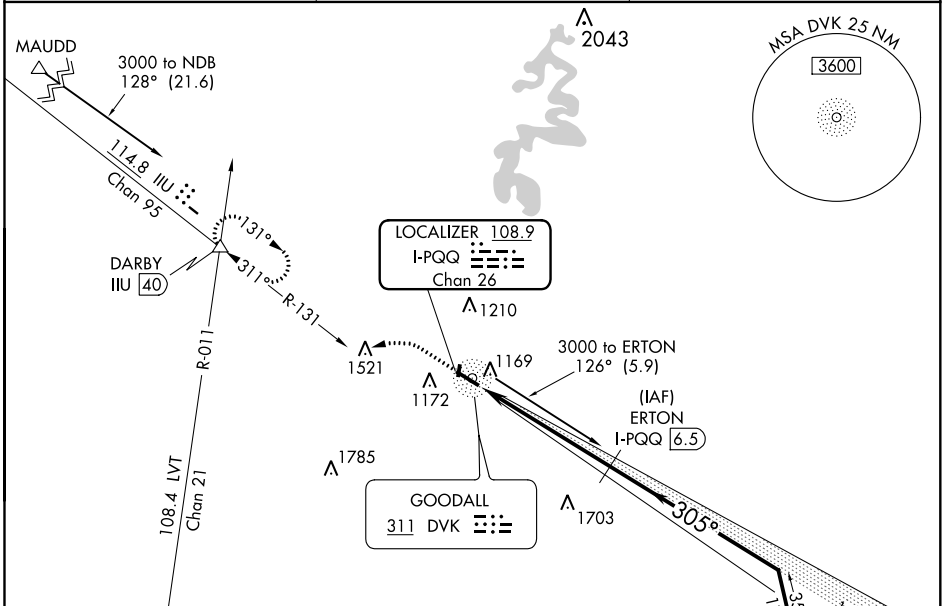 2043
MSA DVK 25 NM
3600
MAUDD
3000 to NDB
128° (21.6)
114.8 IIU
Chan 95
131°
311°
R-131
DARBY
IIU 40
R-011
108.4 LVT
Chan 21
LOCALIZER 108.9
I-PQQ
Chan 26
1210
1521
1169
1172
3000 to ERTON
126° (5.9)
(IAF)
ERTON
I-PQQ 6.5
1785
GOODALL
311 DVK
1703
305°